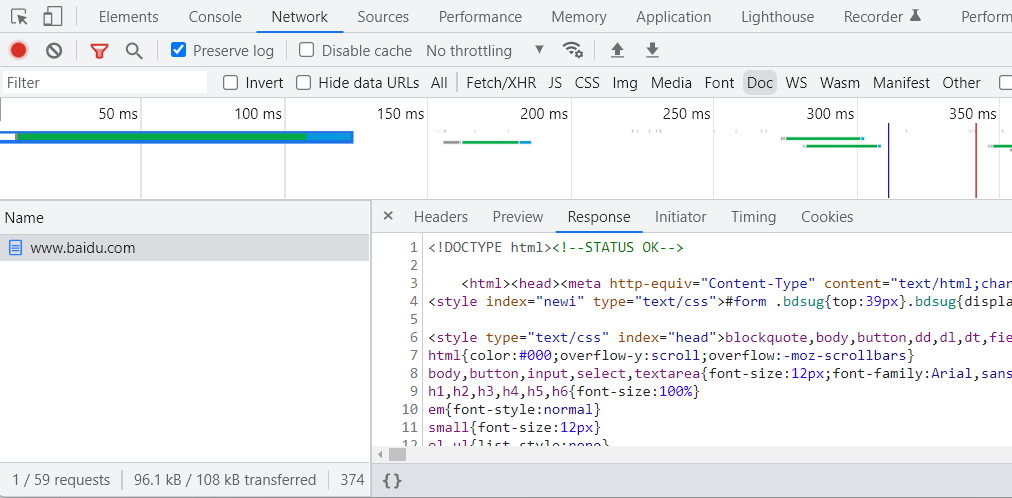 Elements Console Network Sources Performance Memory Application Lighthouse Recorder Perform
Preserve log Disable cache No throttling
Filter Invert Hide data URLs All Fetch/XHR JS CSS Img Media Font Doc WS Wasm Manifest Other
50 ms 100 ms 150 ms 200 ms 250 ms 300 ms 350 ms
Name
www.baidu.com
× Headers Preview Response Initiator Timing Cookies
1 <!DOCTYPE html><!--STATUS OK-->
2
3 <html><head><meta http-equiv="Content-Type" content="text/html;char
4 <style index="newi" type="text/css">#form .bdsug{top:39px}.bdsug{displa
5
6 <style type="text/css" index="head">blockquote,body,button,dd,dl,dt,fie
7 html{color:#000;overflow-y:scroll;overflow:-moz-scrollbars}
8 body,button,input,select,textarea{font-size:12px;font-family:Arial,sans
9 h1,h2,h3,h4,h5,h6{font-size:100%}
10 em{font-style:normal}
11 small{font-size:12px}
12 ol,ul{list-style:none}
1 / 59 requests 96.1 kB / 108 kB transferred 374
{}